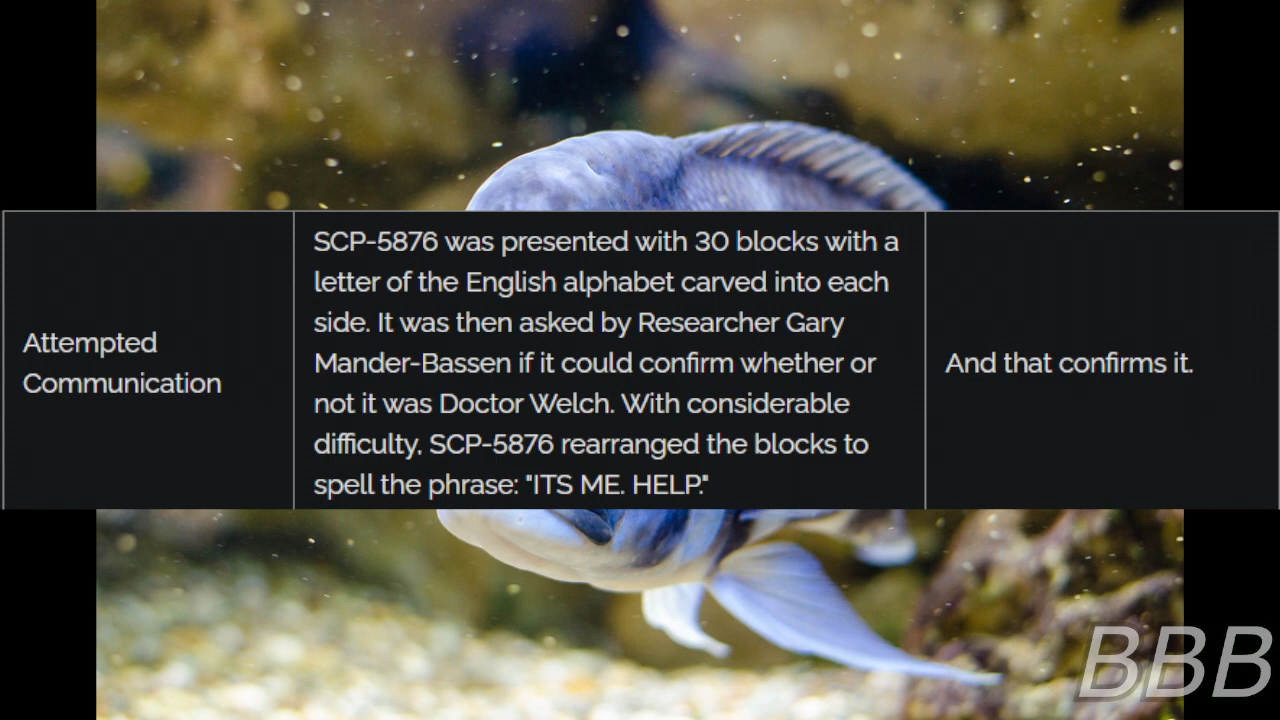 Attempted
Communication
SCP-5876 was presented with 30 blocks with a
letter of the English alphabet carved into each
side. It was then asked by Researcher Gary
Mander-Bassen if it could confirm whether or
not it was Doctor Welch. With considerable
difficulty, SCP-5876 rearranged the blocks to
spell the phrase: "ITS ME. HELP."
And that confirms it.
BBB